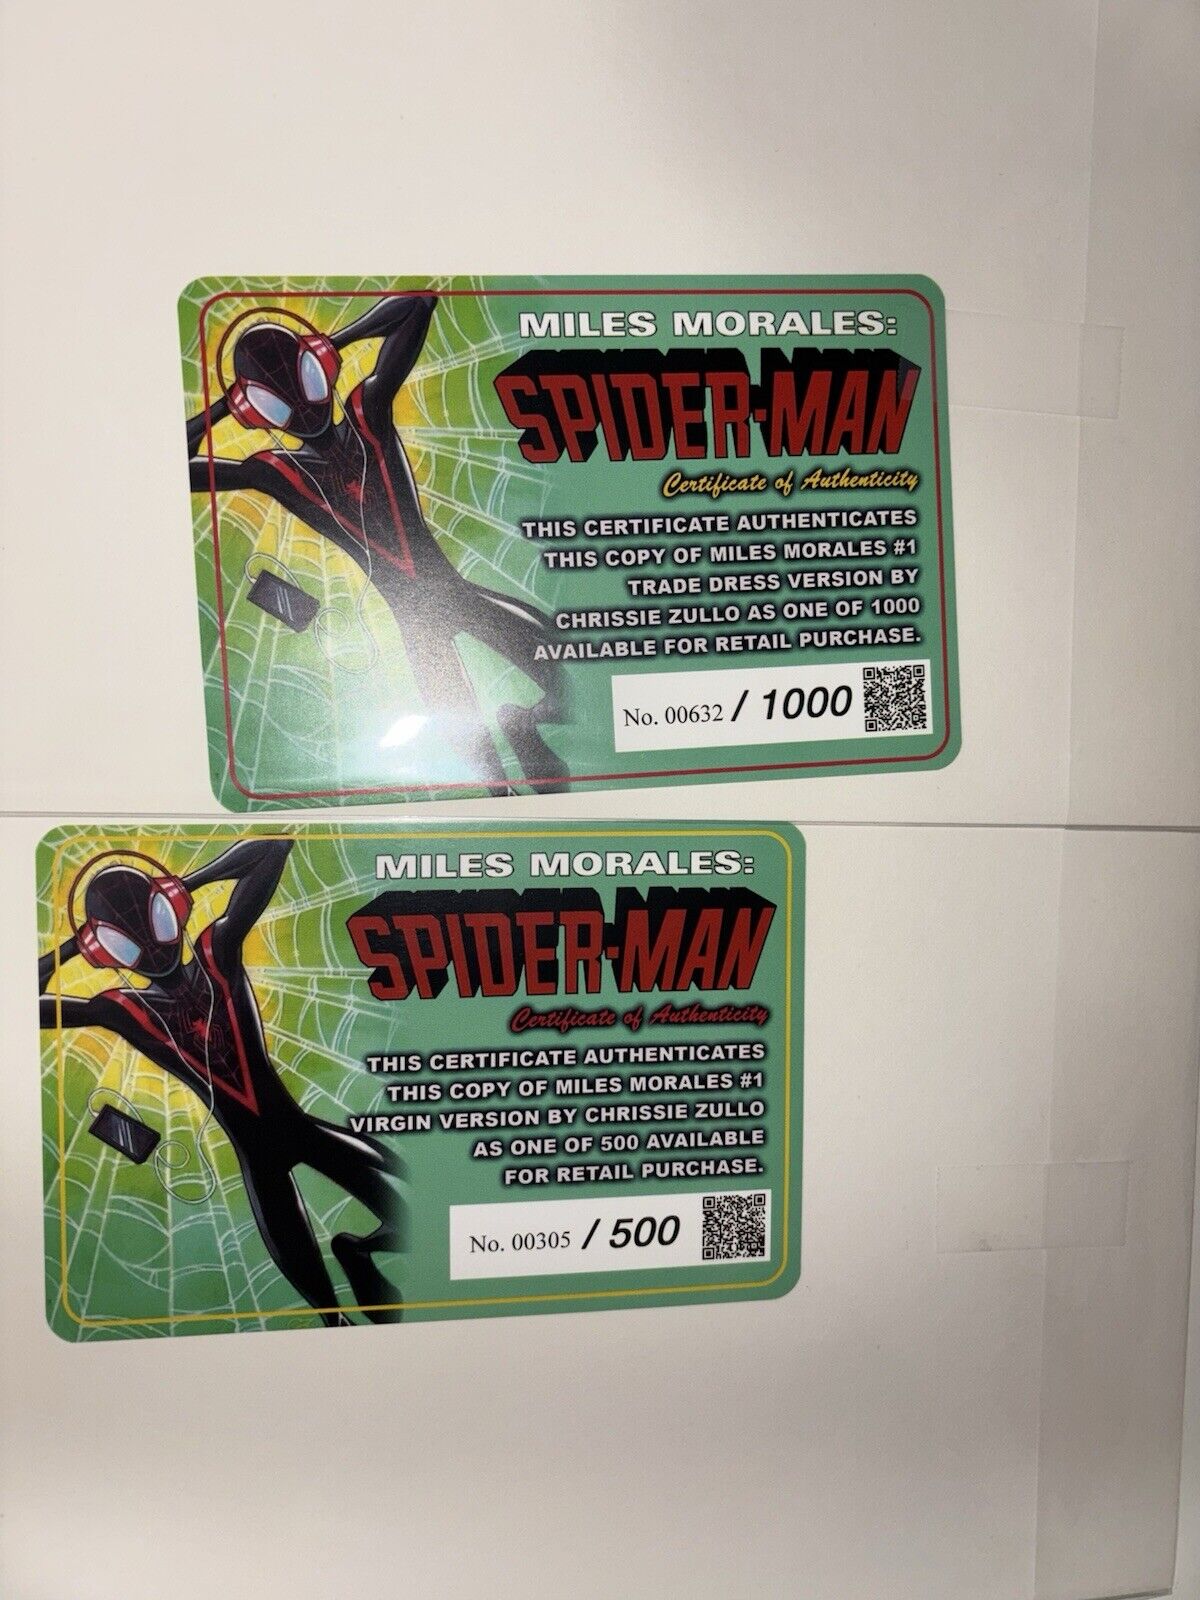 MILES MORALES:
SPIDER-MAN
Certificate of Authenticity
THIS CERTIFICATE AUTHENTICATES
THIS COPY OF MILES MORALES #1
TRADE DRESS VERSION BY
CHRISSIE ZULLO AS ONE OF 1000
AVAILABLE FOR RETAIL PURCHASE.
No. 00632 / 1000
MILES MORALES:
SPIDER-MAN
Certificate of Authenticity
THIS CERTIFICATE AUTHENTICATES
THIS COPY OF MILES MORALES #1
VIRGIN VERSION BY CHRISSIE ZULLO
AS ONE OF 500 AVAILABLE
FOR RETAIL PURCHASE.
No. 00305 / 500